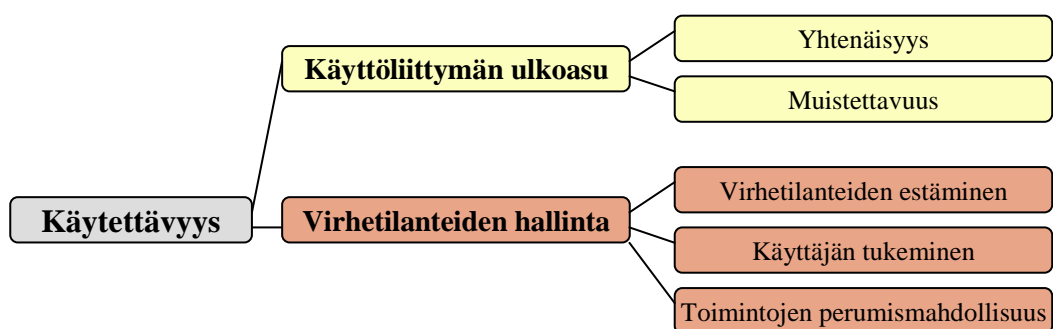 Käytettävyys
Käyttöliittymän ulkoasu
Yhtenäisyys
Muistettavuus
Virhetilanteiden hallinta
Virhetilanteiden estäminen
Käyttäjän tukeminen
Toimintojen perumismahdollisuus